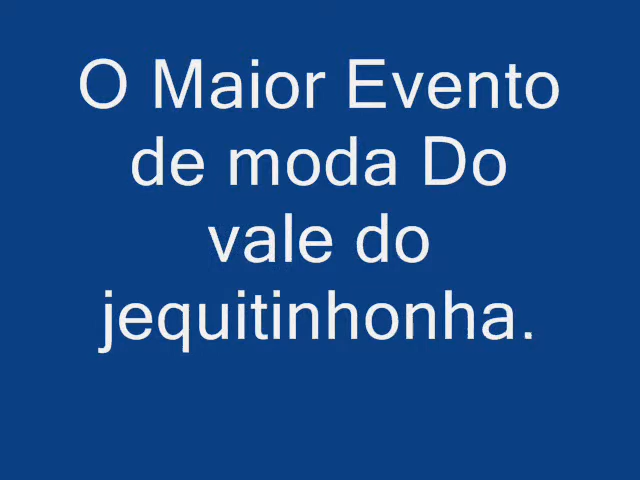 O Maior Evento
de moda Do
vale do
jequitinhonha.